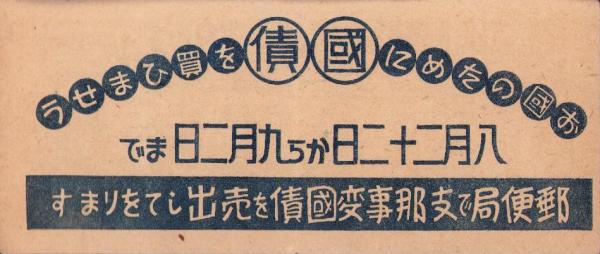 お國のために國債を買ひませう
八月二十二日から九月二日まで
郵便局で支那事変國債を売出してをります